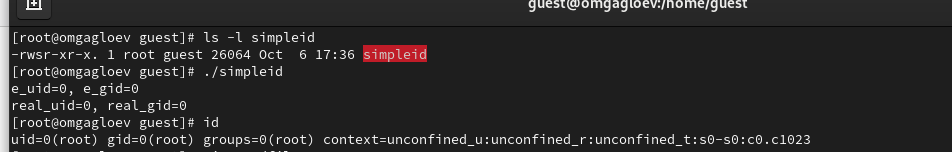 guest@omgagloev:/home/guest
[root@omgagloev guest]# ls -l simpleid
-rwsr-xr-x. 1 root guest 26064 Oct  6 17:36 simpleid
[root@omgagloev guest]# ./simpleid
e_uid=0, e_gid=0
real_uid=0, real_gid=0
[root@omgagloev guest]# id
uid=0(root) gid=0(root) groups=0(root) context=unconfined_u:unconfined_r:unconfined_t:s0-s0:c0.c1023